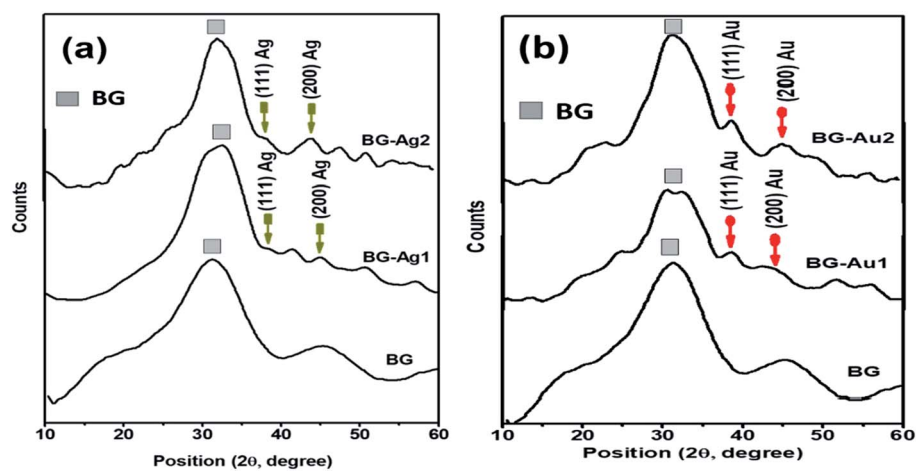 (a)
BG
(111) Ag
(200) Ag
BG-Ag2
(111) Ag
(200) Ag
BG-Ag1
BG
Counts
10 20 30 40 50 60
Position (2θ, degree)
(b)
BG
(111) Au
(200) Au
BG-Au2
(111) Au
(200) Au
BG-Au1
BG
Counts
10 20 30 40 50 60
Position (2θ, degree)